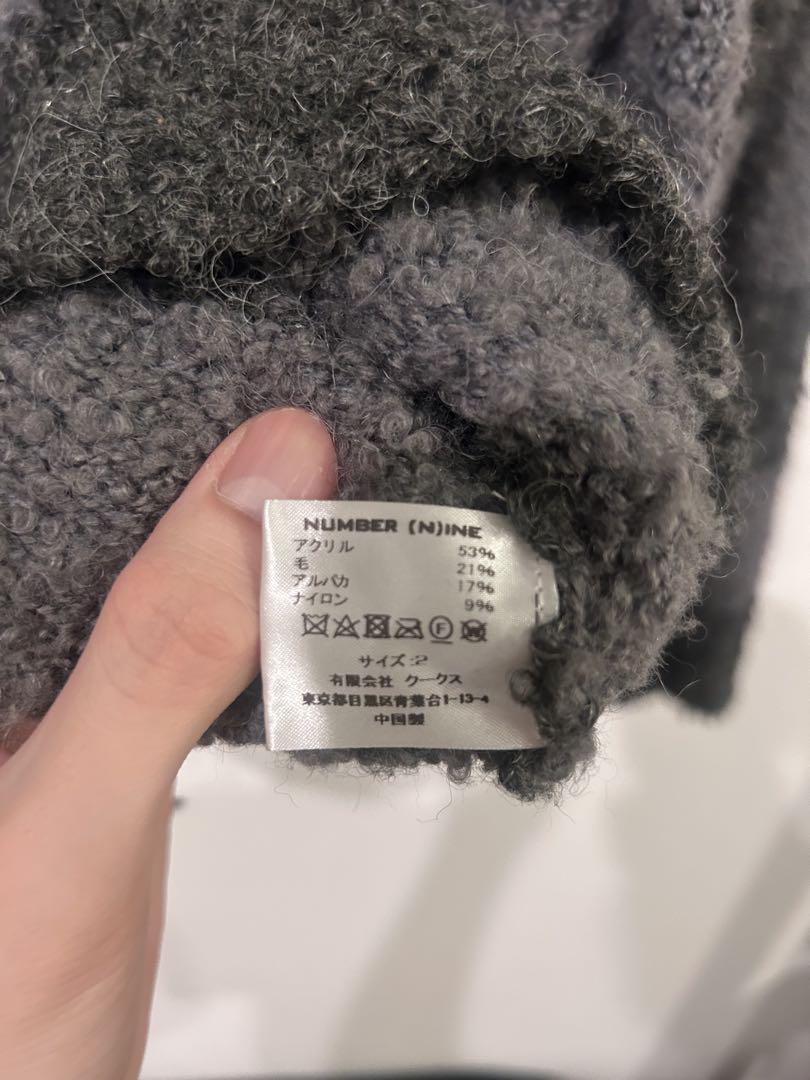 NUMBER (N)INE
アクリル 53%
毛 21%
アルパカ 17%
ナイロン 9%
サイズ:2
有限会社 クークス
東京都目黒区青葉台1-13-4
中国製